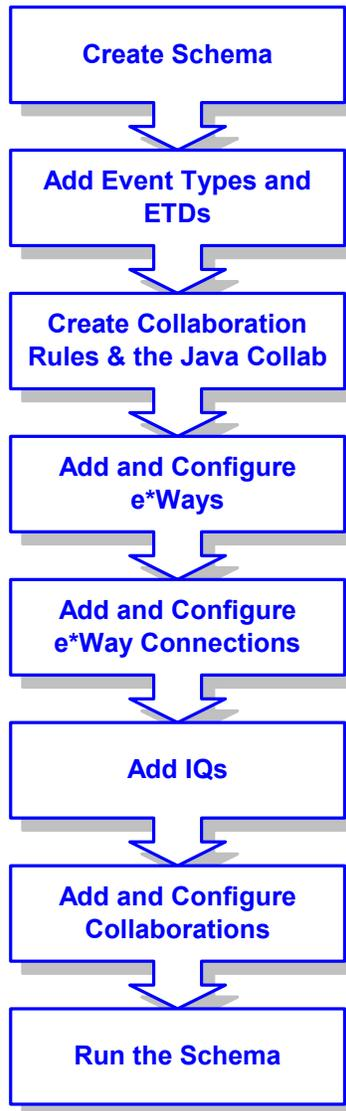 Create Schema
Add Event Types and
ETDs
Create Collaboration
Rules & the Java Collab
Add and Configure
e*Ways
Add and Configure
e*Way Connections
Add IQs
Add and Configure
Collaborations
Run the Schema